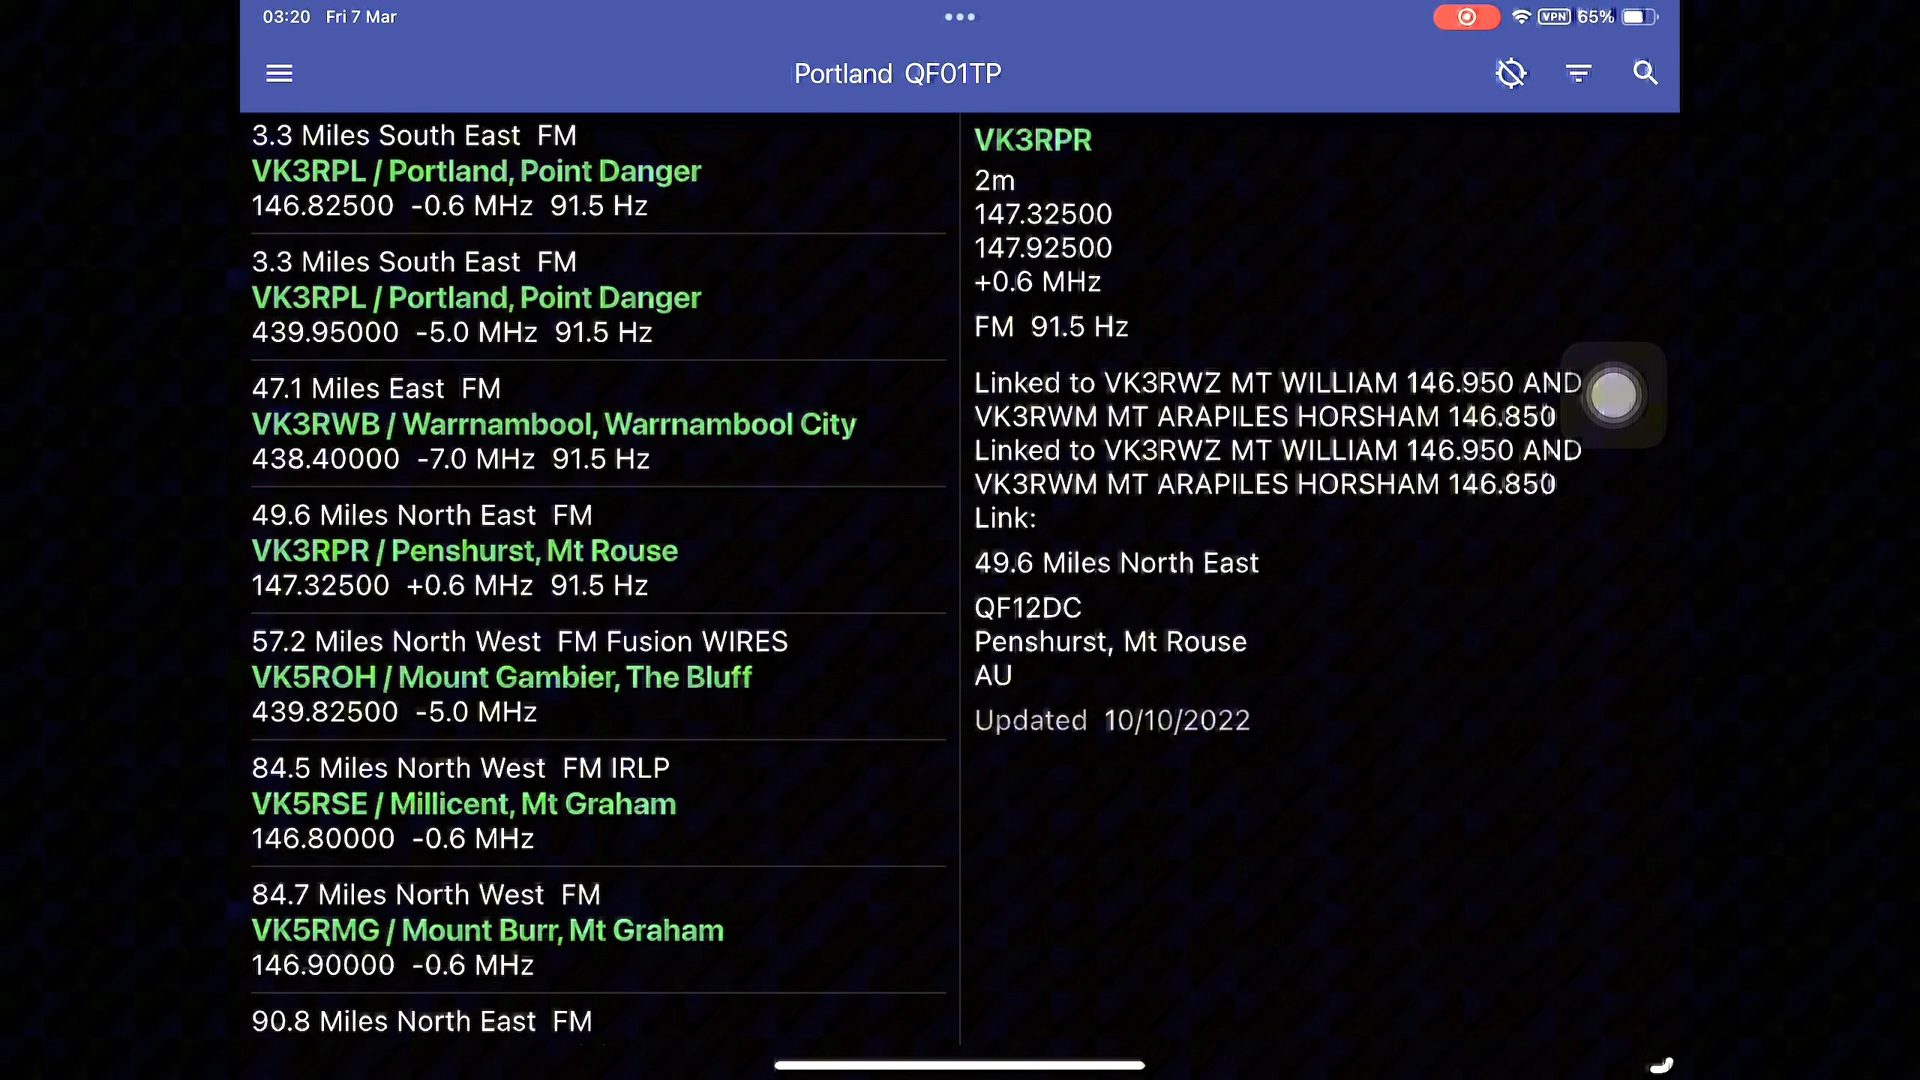 03:20 Fri 7 Mar
VPN 65%
Portland QF01TP
3.3 Miles South East FM
VK3RPL / Portland, Point Danger
146.82500 -0.6 MHz 91.5 Hz
3.3 Miles South East FM
VK3RPL / Portland, Point Danger
439.95000 -5.0 MHz 91.5 Hz
47.1 Miles East FM
VK3RWB / Warrnambool, Warrnambool City
438.40000 -7.0 MHz 91.5 Hz
49.6 Miles North East FM
VK3RPR / Penshurst, Mt Rouse
147.32500 +0.6 MHz 91.5 Hz
57.2 Miles North West FM Fusion WIRES
VK5ROH / Mount Gambier, The Bluff
439.82500 -5.0 MHz
84.5 Miles North West FM IRLP
VK5RSE / Millicent, Mt Graham
146.80000 -0.6 MHz
84.7 Miles North West FM
VK5RMG / Mount Burr, Mt Graham
146.90000 -0.6 MHz
90.8 Miles North East FM
VK3RPR
2m
147.32500
147.92500
+0.6 MHz
FM 91.5 Hz
Linked to VK3RWZ MT WILLIAM 146.950 AND
VK3RWM MT ARAPILES HORSHAM 146.850
Linked to VK3RWZ MT WILLIAM 146.950 AND
VK3RWM MT ARAPILES HORSHAM 146.850
Link:
49.6 Miles North East
QF12DC
Penshurst, Mt Rouse
AU
Updated 10/10/2022